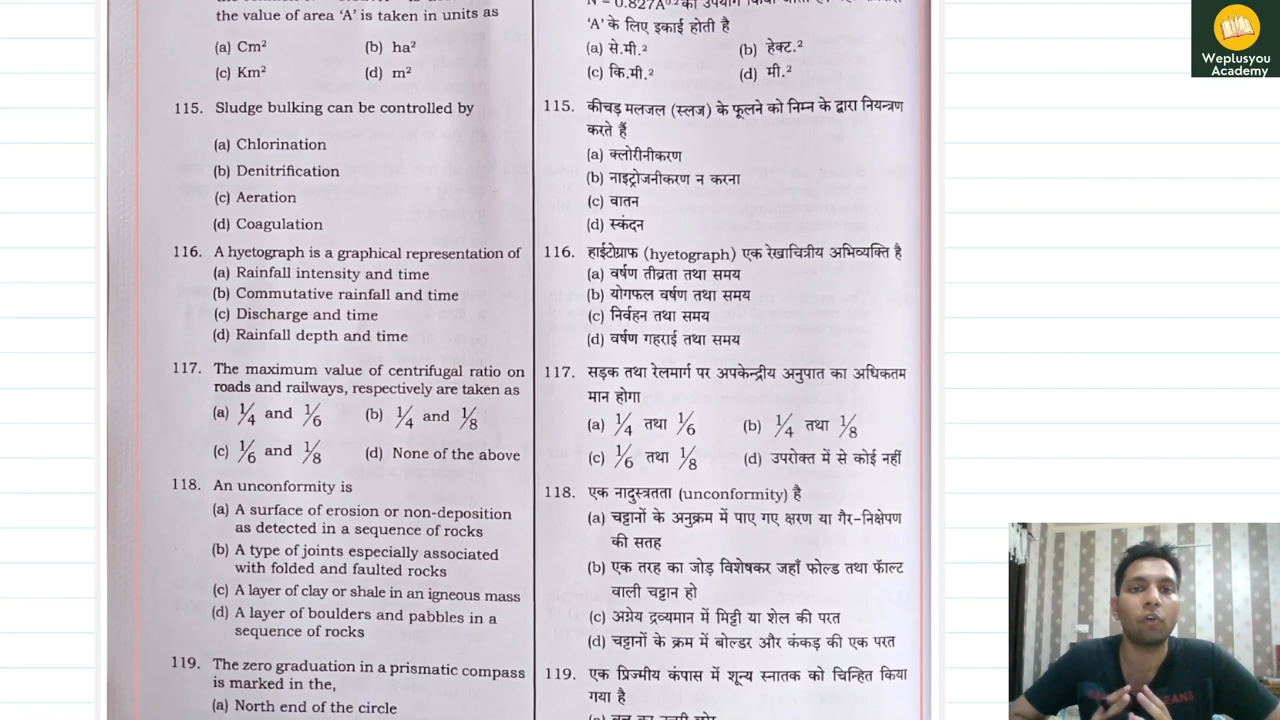 the value of area 'A' is taken in units as
(a) Cm² (b) ha²
(c) Km² (d) m²
115. Sludge bulking can be controlled by
(a) Chlorination
(b) Denitrification
(c) Aeration
(d) Coagulation
116. A hyetograph is a graphical representation of
(a) Rainfall intensity and time
(b) Commutative rainfall and time
(c) Discharge and time
(d) Rainfall depth and time
117. The maximum value of centrifugal ratio on
roads and railways, respectively are taken as
(a) 1/4 and 1/6 (b) 1/4 and 1/8
(c) 1/6 and 1/8 (d) None of the above
118. An unconformity is
(a) A surface of erosion or non-deposition
as detected in a sequence of rocks
(b) A type of joints especially associated
with folded and faulted rocks
(c) A layer of clay or shale in an igneous mass
(d) A layer of boulders and pabbles in a
sequence of rocks
119. The zero graduation in a prismatic compass
is marked in the,
(a) North end of the circle
'A' के लिए इकाई होती है
(a) से.मी.² (b) हेक्ट.²
(c) कि.मी.² (d) मी.²
115. कीचड़ मलजल (स्लज) के फूलने को निम्न के द्वारा नियन्त्रण
करते हैं
(a) क्लोरीनीकरण
(b) नाइट्रोजनीकरण न करना
(c) वातन
(d) स्कंदन
116. हाईटोग्राफ (hyetograph) एक रेखाचित्रीय अभिव्यक्ति है
(a) वर्षण तीव्रता तथा समय
(b) योगफल वर्षण तथा समय
(c) निर्वहन तथा समय
(d) वर्षण गहराई तथा समय
117. सड़क तथा रेलमार्ग पर अपकेन्द्रीय अनुपात का अधिकतम
मान होगा
(a) 1/4 तथा 1/6 (b) 1/4 तथा 1/8
(c) 1/6 तथा 1/8 (d) उपरोक्त में से कोई नहीं
118. एक नादुस्त्रतता (unconformity) है
(a) चट्टानों के अनुक्रम में पाए गए क्षरण या गैर-निक्षेपण
की सतह
(b) एक तरह का जोड़ विशेषकर जहाँ फोल्ड तथा फॅाल्ट
वाली चट्टान हो
(c) अग्नेय द्रव्यमान में मिट्टी या शेल की परत
(d) चट्टानों के क्रम में बोल्डर और कंकड़ की एक परत
119. एक प्रिज्मीय कंपास में शून्य स्नातक को चिन्हित किया
गया है
Weplusyou
Academy